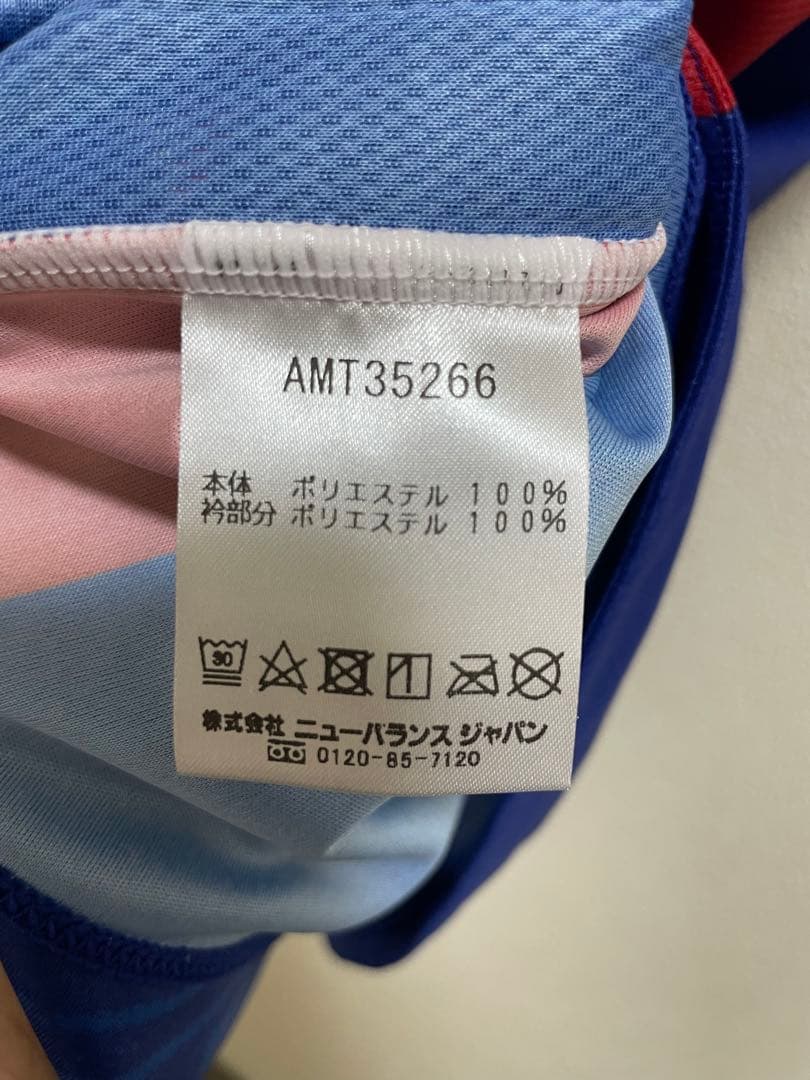 AMT35266
本体 ポリエステル 100%
衿部分 ポリエステル 100%
30
株式会社 ニューバランス ジャパン
0120-85-7120